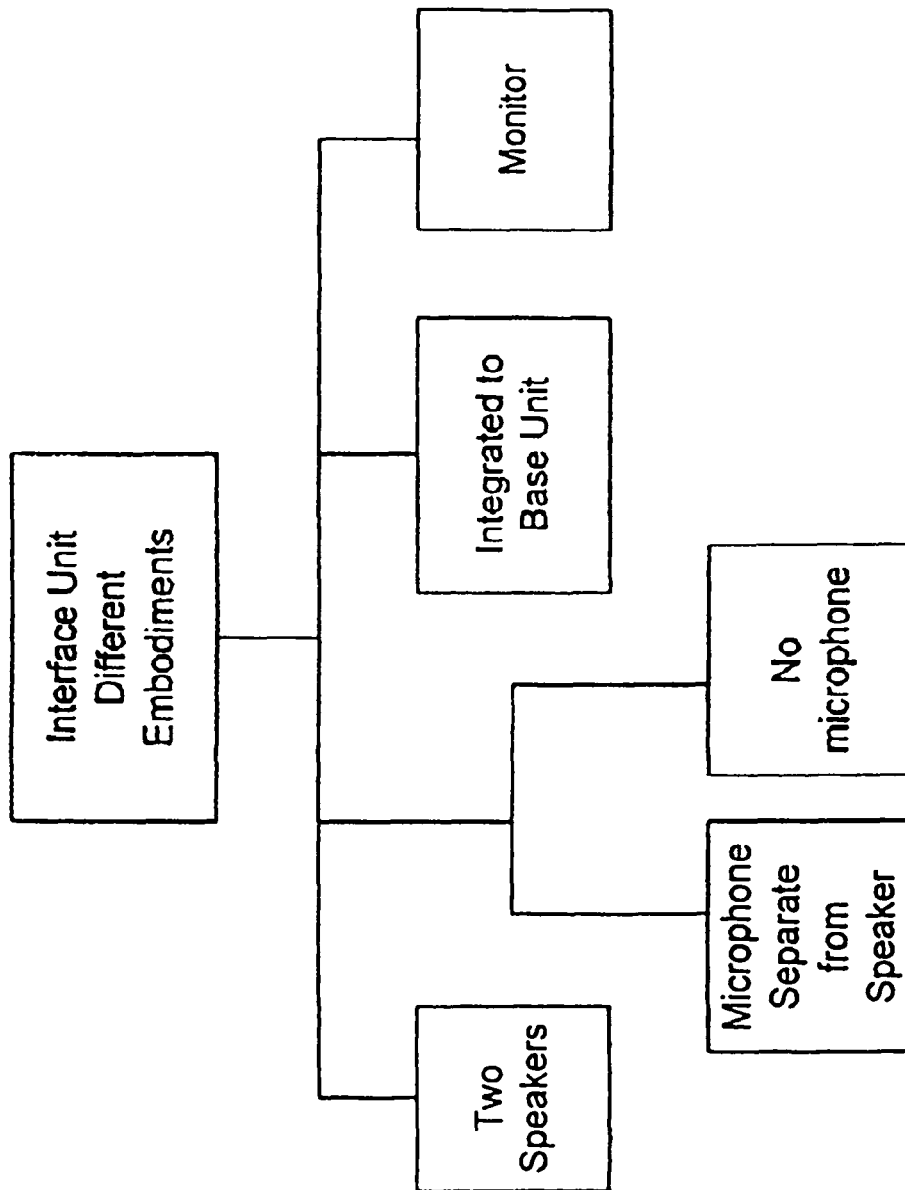 Interface Unit
Different
Embodiments
Two
Speakers
Integrated to
Base Unit
Monitor
Microphone
Separate
from
Speaker
No
microphone